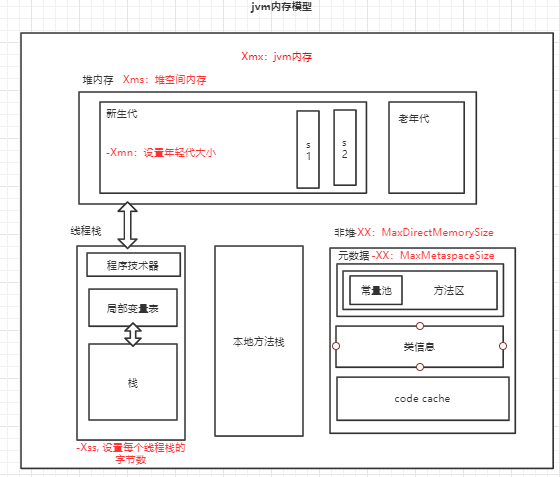 jvm内存模型
Xmx：jvm内存
堆内存 Xms：堆空间内存
新生代
-Xmn：设置年轻代大小
s
1
s
2
老年代
线程栈
程序技术器
局部变量表
栈
-Xss, 设置每个线程栈的
字节数
本地方法栈
非堆-XX：MaxDirectMemorySize
元数据-XX：MaxMetaspaceSize
常量池
方法区
类信息
code cache